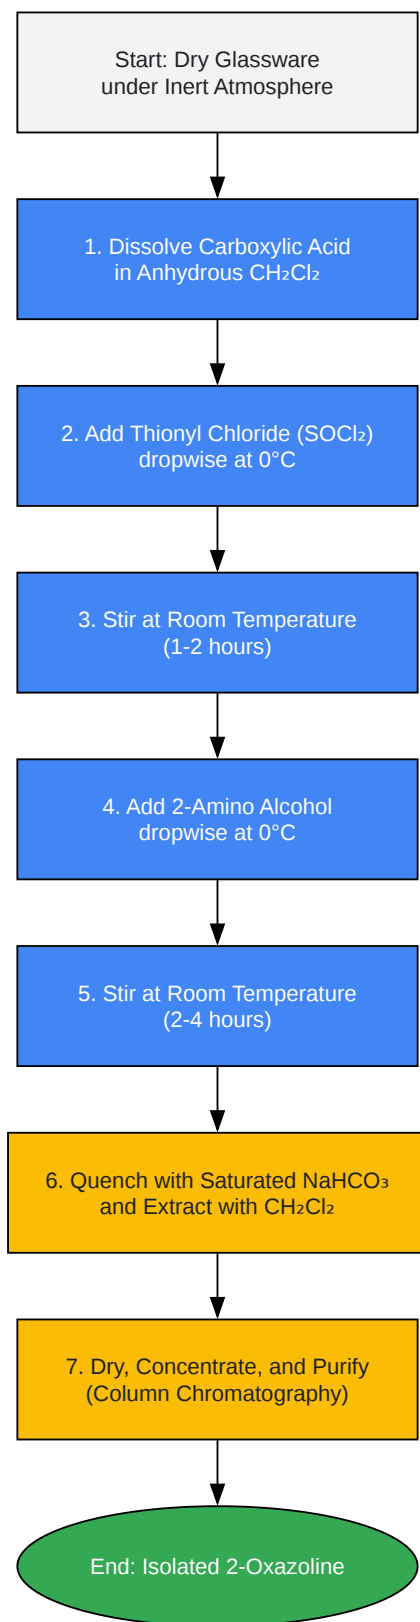 Start: Dry Glassware
under Inert Atmosphere
1. Dissolve Carboxylic Acid
in Anhydrous CH₂Cl₂
2. Add Thionyl Chloride (SOCl₂)
dropwise at 0°C
3. Stir at Room Temperature
(1-2 hours)
4. Add 2-Amino Alcohol
dropwise at 0°C
5. Stir at Room Temperature
(2-4 hours)
6. Quench with Saturated NaHCO₃
and Extract with CH₂Cl₂
7. Dry, Concentrate, and Purify
(Column Chromatography)
End: Isolated 2-Oxazoline